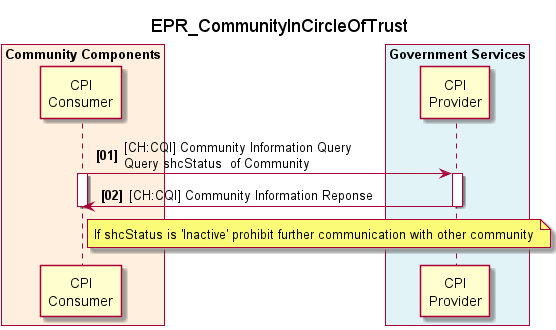 EPR_CommunityInCircleOfTrust
Community Components
Government Services
CPI
Consumer
CPI
Provider
[01] [CH:CQI] Community Information Query
Query shcStatus of Community
[02] [CH:CQI] Community Information Reponse
If shcStatus is 'Inactive' prohibit further communication with other community
CPI
Consumer
CPI
Provider